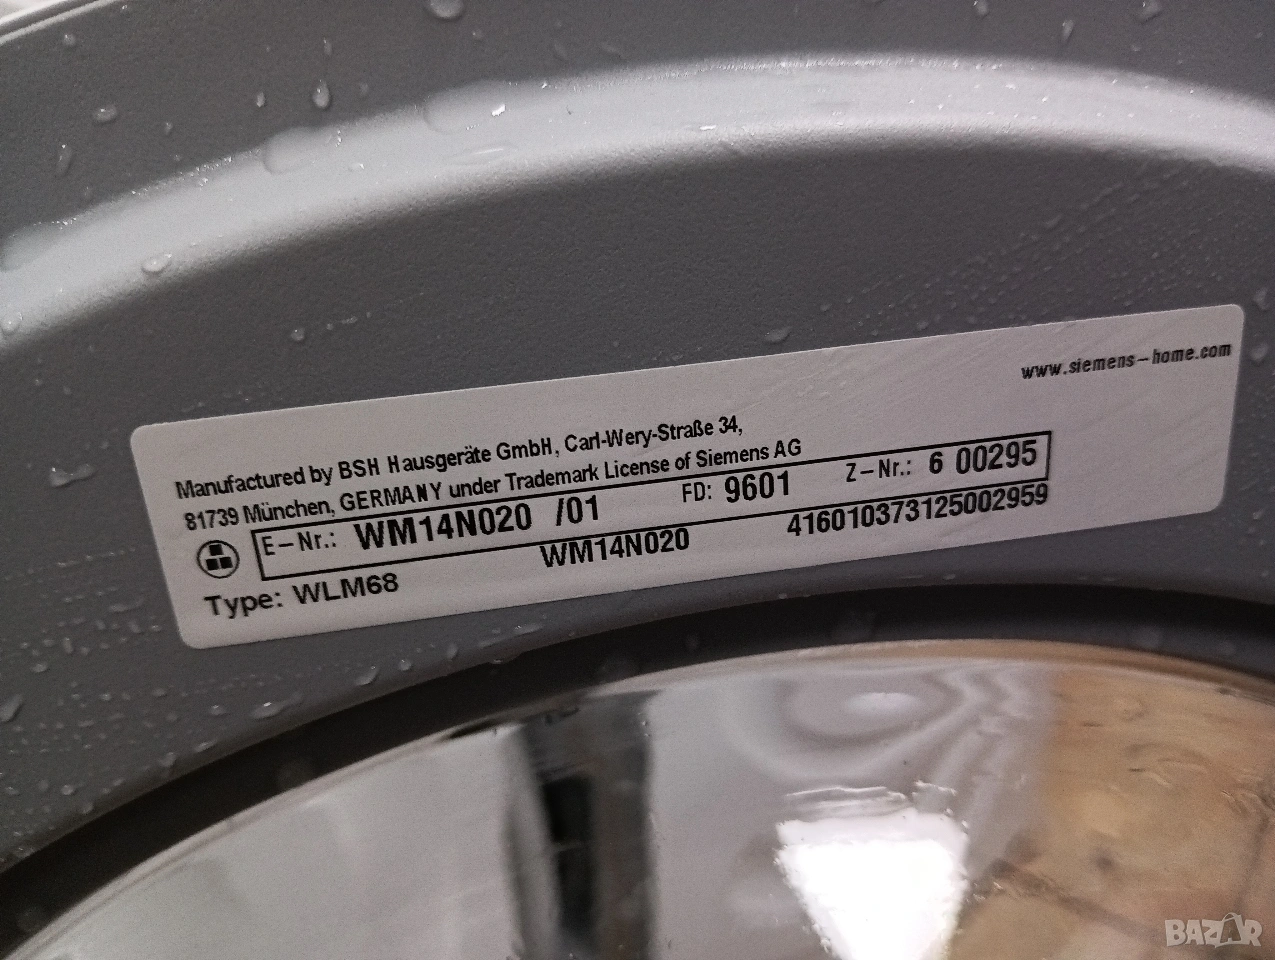 www.siemens-home.com
Manufactured by BSH Hausgeräte GmbH, Carl-Wery-Straße 34,
81739 München, GERMANY under Trademark License of Siemens AG
E-Nr.: WM14N020 /01 FD: 9601 Z-Nr.: 6 00295
Type: WLM68 WM14N020 416010373125002959
BAZAR